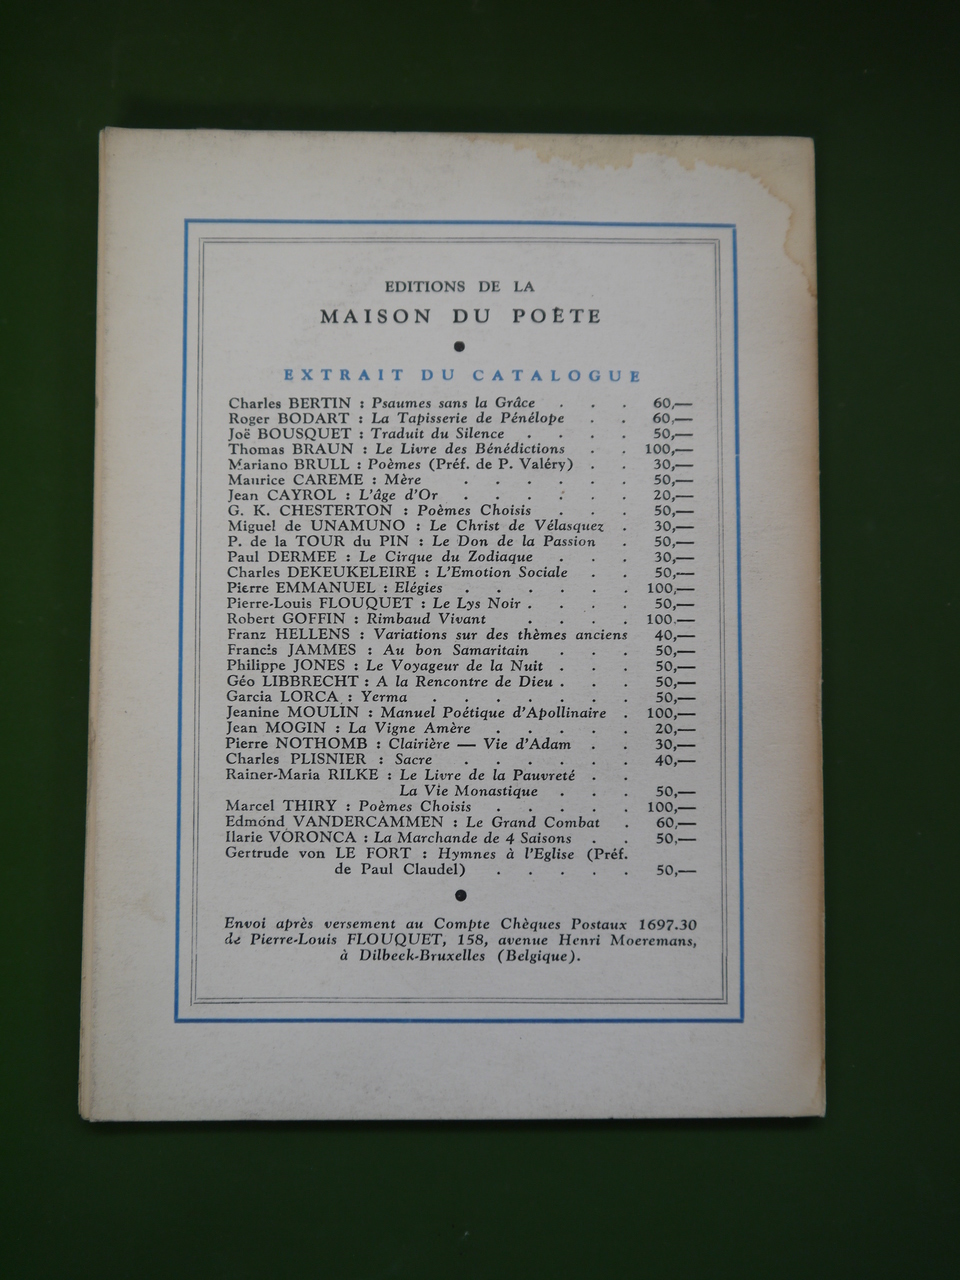 EDITIONS DE LA
MAISON DU POÈTE
●
EXTRAIT DU CATALOGUE
Charles BERTIN : Psaumes sans la Grâce . . . 60,—
Roger BODART : La Tapisserie de Pénélope . . 60,—
Joë BOUSQUET : Traduit du Silence . . . . 50,—
Thomas BRAUN : Le Livre des Bénédictions . . 100,—
Mariano BRULL : Poèmes (Préf. de P. Valéry) . . 30,—
Maurice CAREME : Mère . . . . . . 50,—
Jean CAYROL : L'âge d'Or . . . . . . 20,—
G. K. CHESTERTON : Poèmes Choisis . . . 50,—
Miguel de UNAMUNO : Le Christ de Vélasquez . 30,—
P. de la TOUR du PIN : Le Don de la Passion . 50,—
Paul DERMEE : Le Cirque du Zodiaque . . . 30,—
Charles DEKEUKELEIRE : L'Emotion Sociale . . 50,—
Pierre EMMANUEL : Elégies . . . . . . 100,—
Pierre-Louis FLOUQUET : Le Lys Noir . . . . 50,—
Robert GOFFIN : Rimbaud Vivant . . . . 100.—
Franz HELLENS : Variations sur des thèmes anciens 40,—
Francis JAMMES : Au bon Samaritain . . . 50,—
Philippe JONES : Le Voyageur de la Nuit . . . 50,—
Géo LIBBRECHT : A la Rencontre de Dieu . . . 50,—
Garcia LORCA : Yerma . . . . . . . 50,—
Jeanine MOULIN : Manuel Poétique d'Apollinaire . 100,—
Jean MOGIN : La Vigne Amère . . . . . 20,—
Pierre NOTHOMB : Clairière — Vie d'Adam . . 30,—
Charles PLISNIER : Sacre . . . . . . 40,—
Rainer-Maria RILKE : Le Livre de la Pauvreté . .
La Vie Monastique . . . 50,—
Marcel THIRY : Poèmes Choisis . . . . . 100,—
Edmond VANDERCAMMEN : Le Grand Combat . 60,—
Ilarie VORONCA : La Marchande de 4 Saisons . . 50,—
Gertrude von LE FORT : Hymnes à l'Eglise (Préf.
de Paul Claudel) . . . . . 50,—
●
Envoi après versement au Compte Chèques Postaux 1697.30
de Pierre-Louis FLOUQUET, 158, avenue Henri Moeremans,
à Dilbeek-Bruxelles (Belgique).